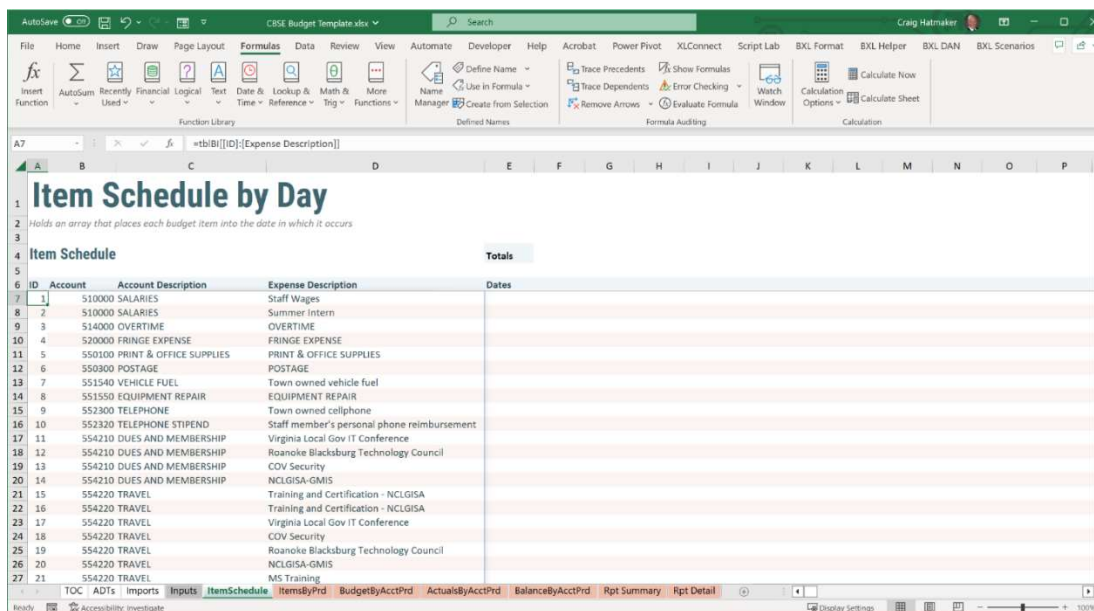 AutoSave On CBSE Budget Template.xlsx Search Craig Hatmaker
File Home Insert Draw Page Layout Formulas Data Review View Automate Developer Help Acrobat Power Pivot XLConnect Script Lab BXL Format BXL Helper BXL DAN BXL Scenarios
fx Σ ? A θ
Insert Function AutoSum Recently Used Financial Logical Text Date & Time Lookup & Reference Math & Trig More Functions Name Manager Define Name Use in Formula Create from Selection Trace Precedents Trace Dependents Remove Arrows Show Formulas Error Checking Evaluate Formula Watch Window Calculation Options Calculate Now Calculate Sheet
Function Library Defined Names Formula Auditing Calculation
A7 fx =tblBI[[ID]:[Expense Description]]
A B C D E F G H I J K L M N O P
1 Item Schedule by Day
2 Holds an array that places each budget item into the date in which it occurs
3
4 Item Schedule Totals
5
6 ID Account Account Description Expense Description Dates
7 1 510000 SALARIES Staff Wages
8 2 510000 SALARIES Summer Intern
9 3 514000 OVERTIME OVERTIME
10 4 520000 FRINGE EXPENSE FRINGE EXPENSE
11 5 550100 PRINT & OFFICE SUPPLIES PRINT & OFFICE SUPPLIES
12 6 550300 POSTAGE POSTAGE
13 7 551540 VEHICLE FUEL Town owned vehicle fuel
14 8 551550 EQUIPMENT REPAIR EQUIPMENT REPAIR
15 9 552300 TELEPHONE Town owned cellphone
16 10 552320 TELEPHONE STIPEND Staff member's personal phone reimbursement
17 11 554210 DUES AND MEMBERSHIP Virginia Local Gov IT Conference
18 12 554210 DUES AND MEMBERSHIP Roanoke Blacksburg Technology Council
19 13 554210 DUES AND MEMBERSHIP COV Security
20 14 554210 DUES AND MEMBERSHIP NCLGISA-GMIS
21 15 554220 TRAVEL Training and Certification - NCLGISA
22 16 554220 TRAVEL Training and Certification - NCLGISA
23 17 554220 TRAVEL Virginia Local Gov IT Conference
24 18 554220 TRAVEL COV Security
25 19 554220 TRAVEL Roanoke Blacksburg Technology Council
26 20 554220 TRAVEL NCLGISA-GMIS
27 21 554220 TRAVEL MS Training
TOC ADTs Imports Inputs ItemSchedule ItemsByPrd BudgetByAcctPrd ActualsByAcctPrd BalanceByAcctPrd Rpt Summary Rpt Detail
Ready Accessibility: Investigate Display Settings 100%